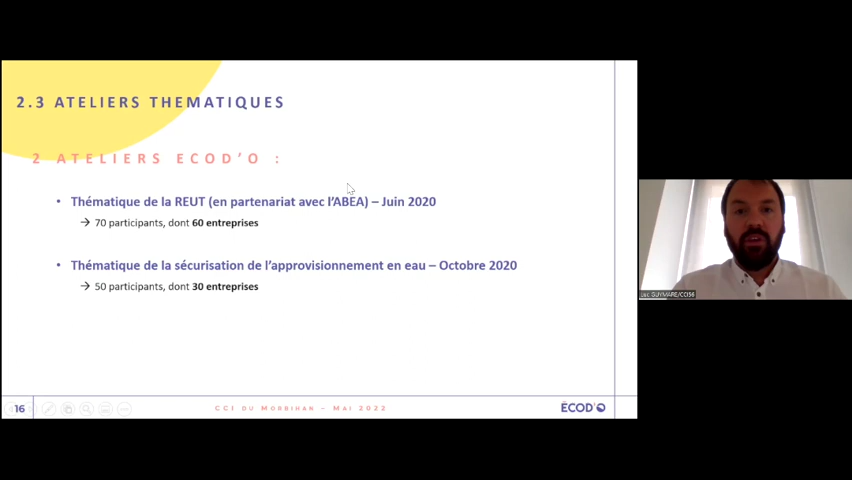 2.3 ATELIERS THEMATIQUES
2 ATELIERS ECOD'O :
• Thématique de la REUT (en partenariat avec l'ABEA) – Juin 2020
→ 70 participants, dont 60 entreprises
• Thématique de la sécurisation de l'approvisionnement en eau – Octobre 2020
→ 50 participants, dont 30 entreprises
16
CCI DU MORBIHAN – MAI 2022
ÉCOD'O
GUYMARE/CCI56